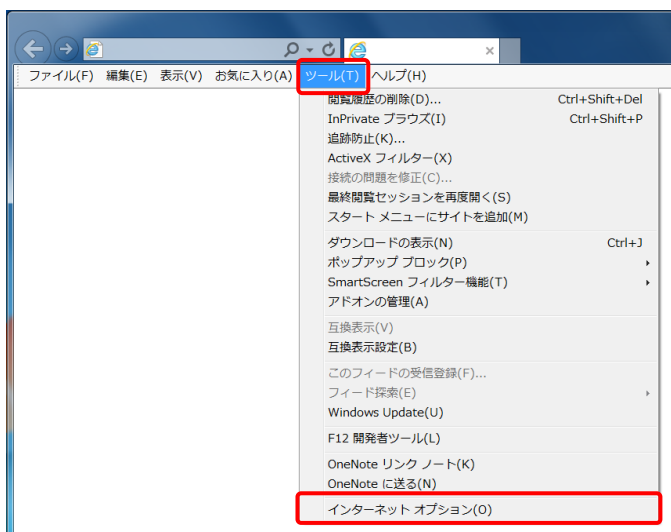 ファイル(F) 編集(E) 表示(V) お気に入り(A) ツール(T) ヘルプ(H)
閲覧履歴の削除(D)... Ctrl+Shift+Del
InPrivate ブラウズ(I) Ctrl+Shift+P
追跡防止(K)...
ActiveX フィルター(X)
接続の問題を修正(C)...
最終閲覧セッションを再度開く(S)
スタート メニューにサイトを追加(M)
ダウンロードの表示(N) Ctrl+J
ポップアップ ブロック(P)
SmartScreen フィルター機能(T)
アドオンの管理(A)
互換表示(V)
互換表示設定(B)
このフィードの受信登録(F)...
フィード探索(E)
Windows Update(U)
F12 開発者ツール(L)
OneNote リンク ノート(K)
OneNote に送る(N)
インターネット オプション(O)